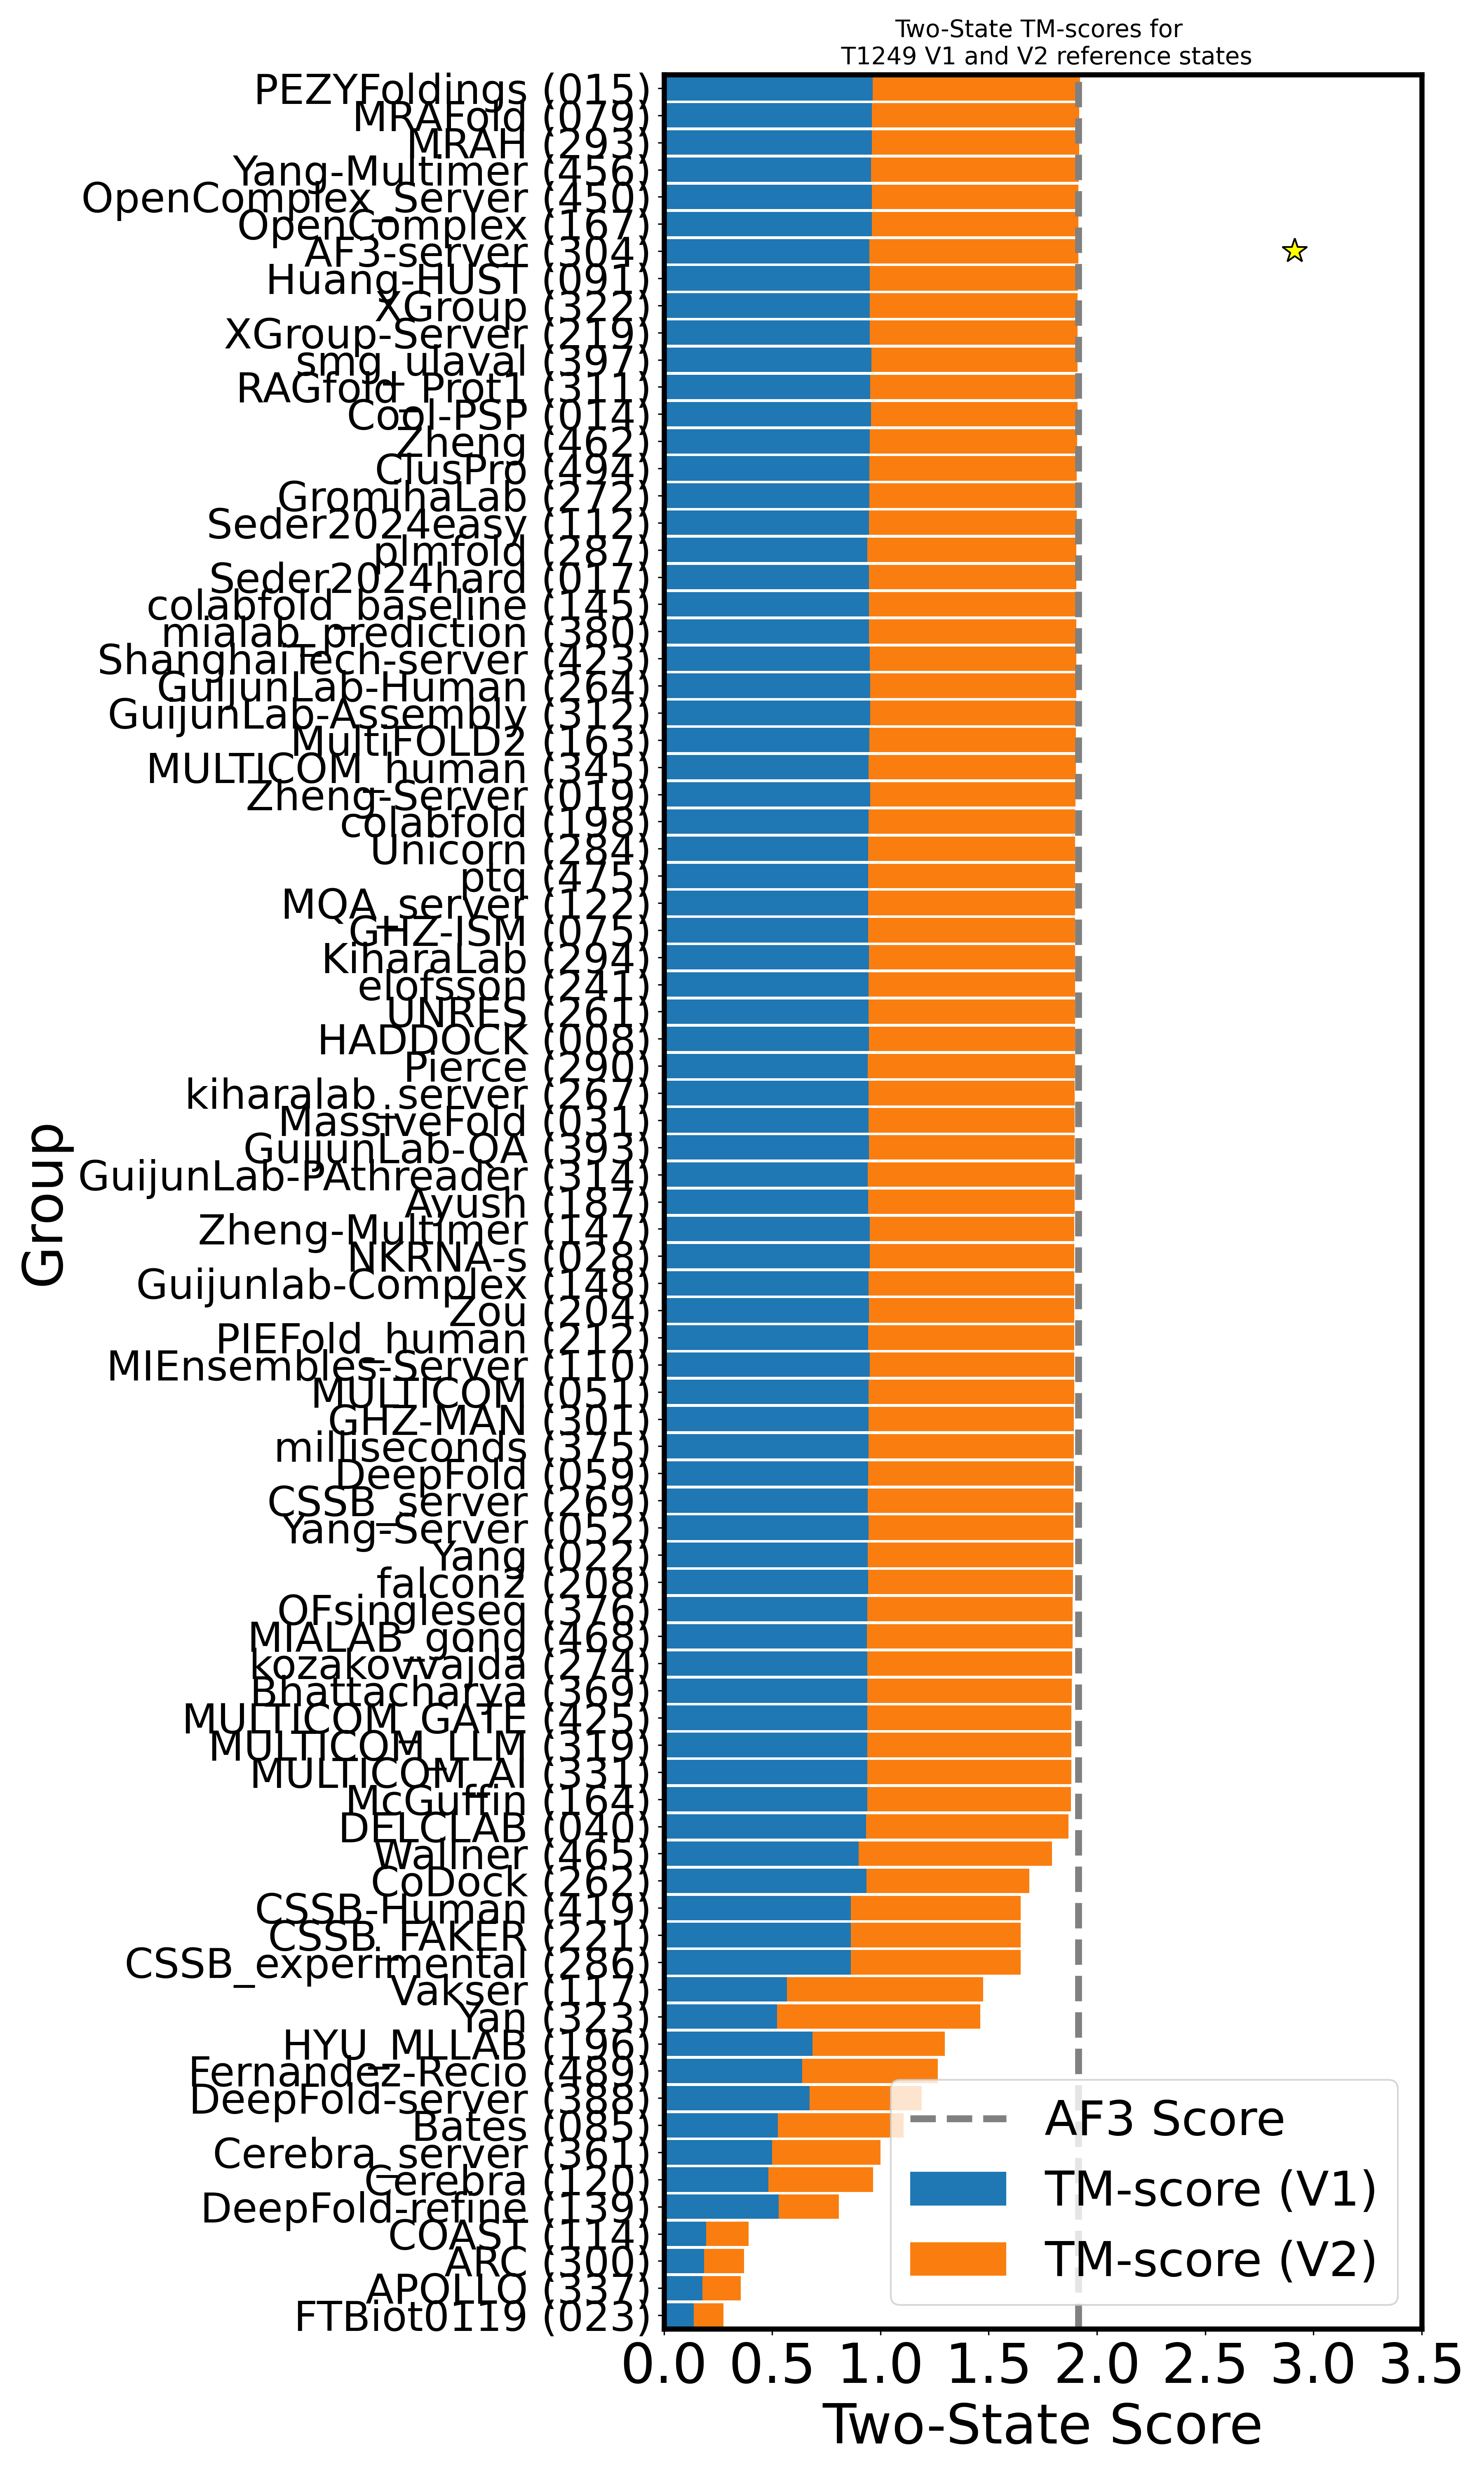 Two-State TM-scores for
T1249 V1 and V2 reference states
PEZYFoldings (015)
MRAFold (079)
MRAH (293)
Yang-Multimer (456)
OpenComplex_Server (450)
OpenComplex (167)
AF3-server (304)
Huang-HUST (091)
XGroup (322)
XGroup-Server (219)
smg_ulaval (397)
RAGfold_Prot1 (311)
Cool-PSP (014)
Zheng (462)
ClusPro (494)
GromihaLab (272)
Seder2024easy (112)
plmfold (287)
Seder2024hard (017)
colabfold_baseline (145)
mialab_prediction (380)
ShanghaiTech-server (423)
GuijunLab-Human (264)
GuijunLab-Assembly (312)
MultiFOLD2 (163)
MULTICOM_human (345)
Zheng-Server (019)
colabfold (198)
Unicorn (284)
ptq (475)
MQA_server (122)
GHZ-ISM (075)
KiharaLab (294)
elofsson (241)
UNRES (261)
HADDOCK (008)
Pierce (290)
kiharalab_server (267)
MassiveFold (031)
GuijunLab-QA (393)
GuijunLab-PAthreader (314)
Ayush (187)
Zheng-Multimer (147)
NKRNA-s (028)
Guijunlab-Complex (148)
Zou (204)
PIEFold_human (212)
MIEnsembles-Server (110)
MULTICOM (051)
GHZ-MAN (301)
milliseconds (375)
DeepFold (059)
CSSB_server (269)
Yang-Server (052)
Yang (022)
falcon2 (208)
OFsingleseq (376)
MIALAB_gong (468)
kozakovvajda (274)
Bhattacharya (369)
MULTICOM_GATE (425)
MULTICOM_LLM (319)
MULTICOM_AI (331)
McGuffin (164)
DELCLAB (040)
Wallner (465)
CoDock (262)
CSSB-Human (419)
CSSB_FAKER (221)
CSSB_experimental (286)
Vakser (117)
Yan (323)
HYU_MLLAB (196)
Fernandez-Recio (489)
DeepFold-server (388)
Bates (085)
Cerebra_server (361)
Cerebra (120)
DeepFold-refine (139)
COAST (114)
ARC (300)
APOLLO (337)
FTBiot0119 (023)
Group
AF3 Score
TM-score (V1)
TM-score (V2)
0.0 0.5 1.0 1.5 2.0 2.5 3.0 3.5
Two-State Score